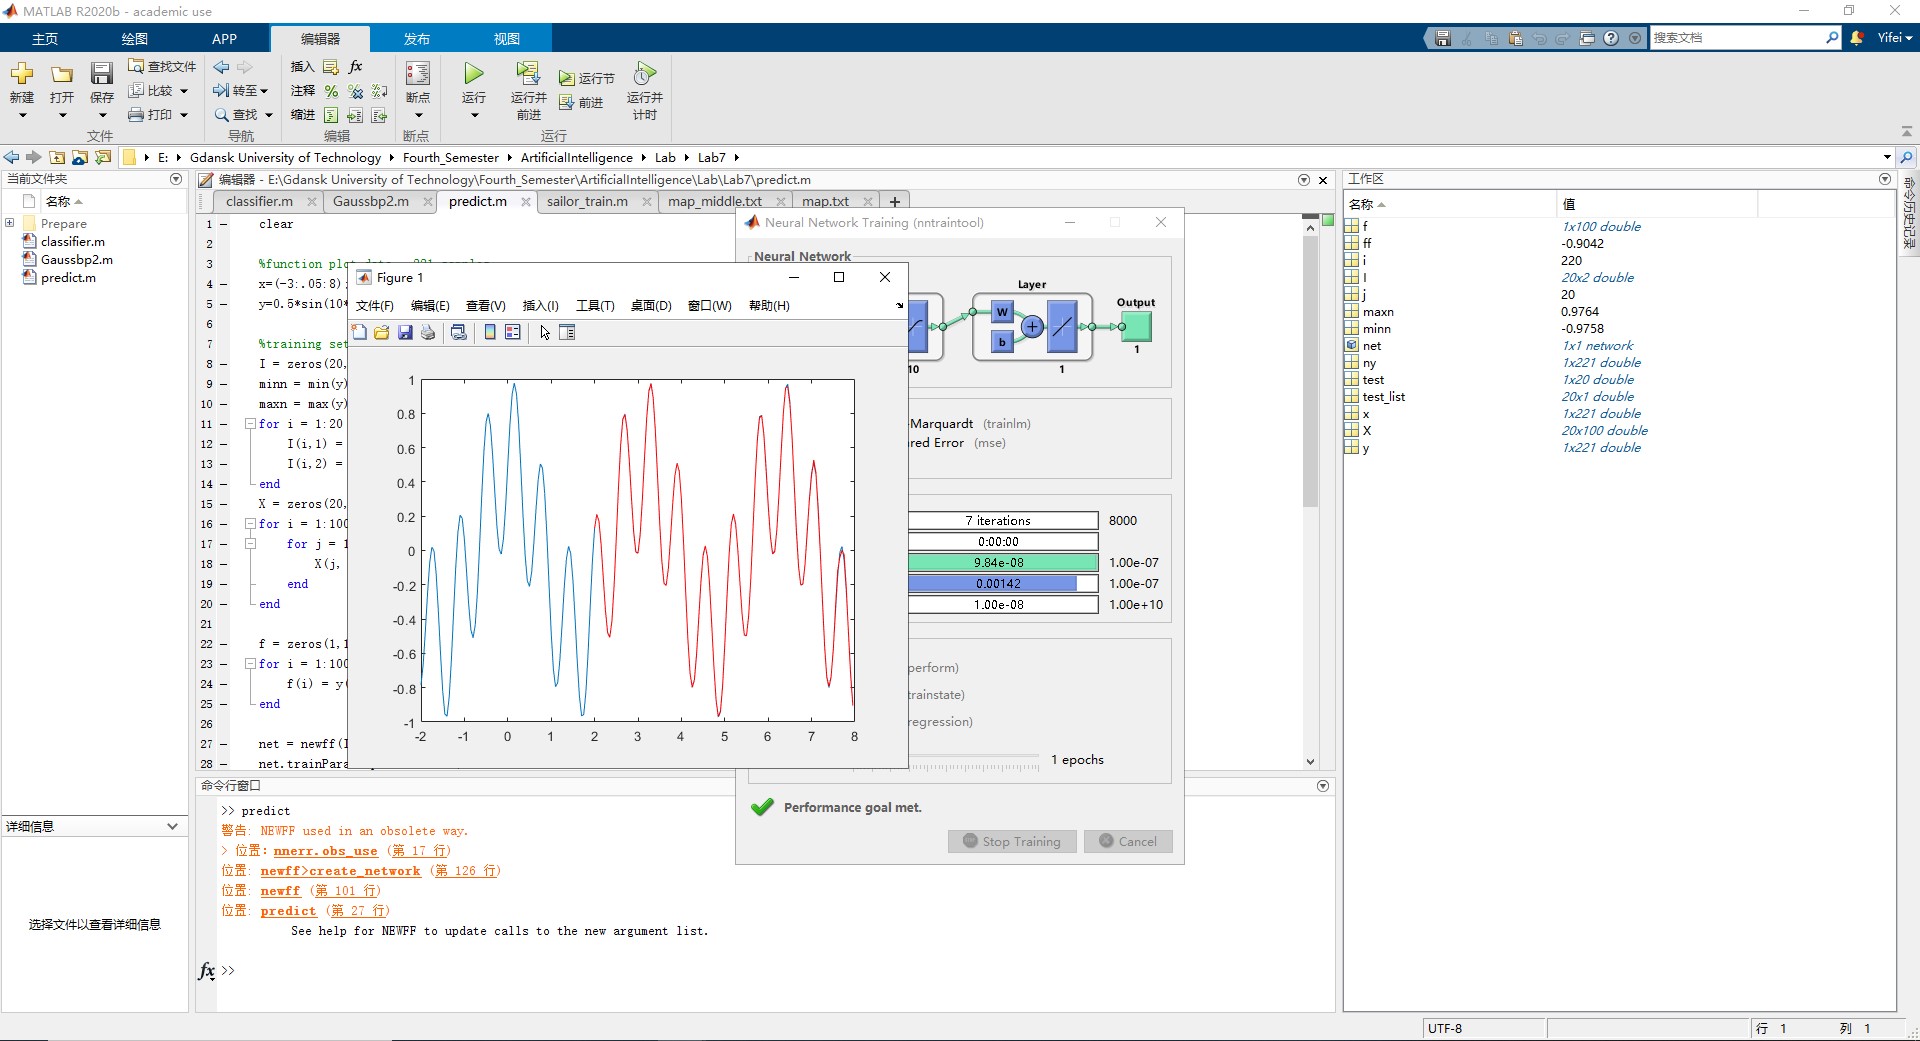 MATLAB R2020b - academic use
主页 绘图 APP 编辑器 发布 视图
搜索文档
Yifei
新建 打开 保存
查找文件
比较
打印
文件
转至
查找
导航
插入 fx
注释
缩进
编辑
断点
断点
运行
运行并
前进
运行节
前进
运行并
计时
运行
E: Gdansk University of Technology Fourth_Semester ArtificialIntelligence Lab Lab7
当前文件夹
名称
Prepare
classifier.m
Gaussbp2.m
predict.m
详细信息
选择文件以查看详细信息
编辑器 - E:\Gdansk University of Technology\Fourth_Semester\ArtificialIntelligence\Lab\Lab7\predict.m
classifier.m Gaussbp2.m predict.m sailor_train.m map_middle.txt map.txt
1 clear
2
3 %function
4 x=(-3:.05:8)
5 y=0.5*sin(10*
6
7 %training set
8 I = zeros(20,
9 minn = min(y)
10 maxn = max(y)
11 for i = 1:20
12 I(i,1) =
13 I(i,2) =
14 end
15 X = zeros(20,
16 for i = 1:100
17 for j = 1
18 X(j,
19 end
20 end
21
22 f = zeros(1,1
23 for i = 1:100
24 f(i) = y(
25 end
26
27 net = newff(I
28 net.trainPara
Figure 1
文件(F) 编辑(E) 查看(V) 插入(I) 工具(T) 桌面(D) 窗口(W) 帮助(H)
1
0.8
0.6
0.4
0.2
0
-0.2
-0.4
-0.6
-0.8
-1
-2 -1 0 1 2 3 4 5 6 7 8
Neural Network Training (nntraintool)
Neural Network
Layer
Output
W
b
10 1 1
-Marquardt (trainlm)
red Error (mse)
7 iterations 8000
0:00:00
9.84e-08 1.00e-07
0.00142 1.00e-07
1.00e-08 1.00e+10
perform)
trainstate)
regression)
1 epochs
Performance goal met.
Stop Training Cancel
命令行窗口
>> predict
警告: NEWFF used in an obsolete way.
> 位置: nnerr.obs_use (第 17 行)
位置: newff>create_network (第 126 行)
位置: newff (第 101 行)
位置: predict (第 27 行)
See help for NEWFF to update calls to the new argument list.
fx >>
工作区
名称 值
f 1x100 double
ff -0.9042
i 220
I 20x2 double
j 20
maxn 0.9764
minn -0.9758
net 1x1 network
ny 1x221 double
test 1x20 double
test_list 20x1 double
x 1x221 double
X 20x100 double
y 1x221 double
命令历史记录
UTF-8 行 1 列 1